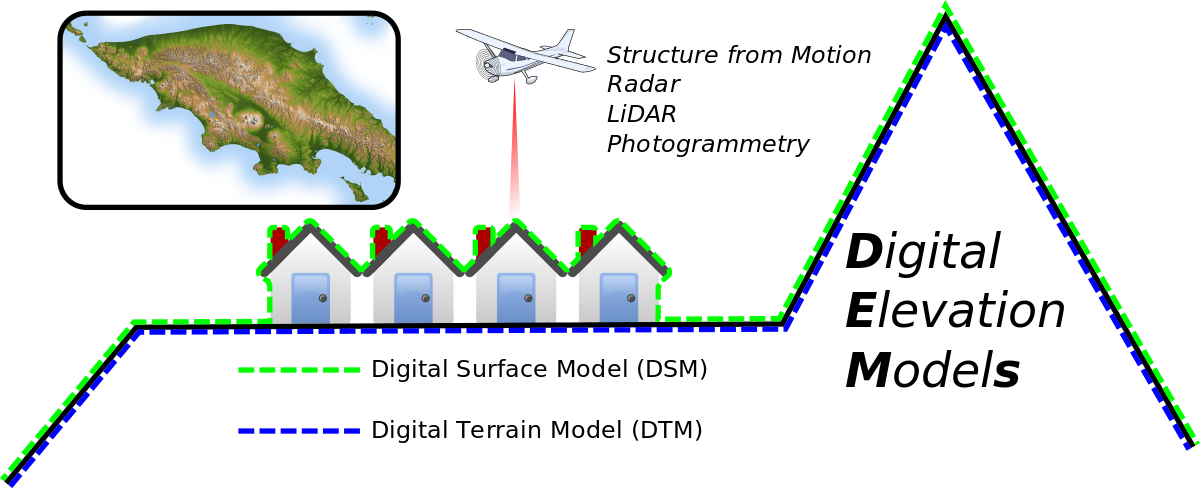 Structure from Motion
Radar
LiDAR
Photogrammetry
Digital
Elevation
Models
Digital Surface Model (DSM)
Digital Terrain Model (DTM)